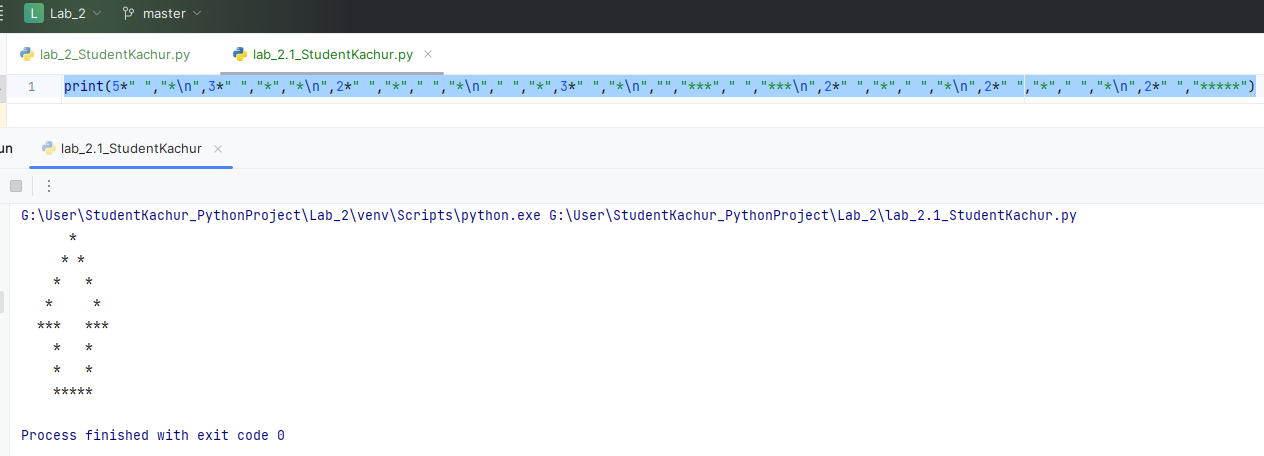 L Lab_2 master
lab_2_StudentKachur.py lab_2.1_StudentKachur.py ×
1 print(5*" ","*\n",3*" ","*","*\n",2*" ","*"," ","*\n"," ","*",3*" ","*\n","","***"," ","***\n",2*" ","*"," ","*\n",2*" ","*"," ","*\n",2*" ","*****")
un lab_2.1_StudentKachur ×
G:\User\StudentKachur_PythonProject\Lab_2\venv\Scripts\python.exe G:\User\StudentKachur_PythonProject\Lab_2\lab_2.1_StudentKachur.py
      *
     * *
    *   *
   *     *
  ***   ***
    *   *
    *   *
    *****
Process finished with exit code 0